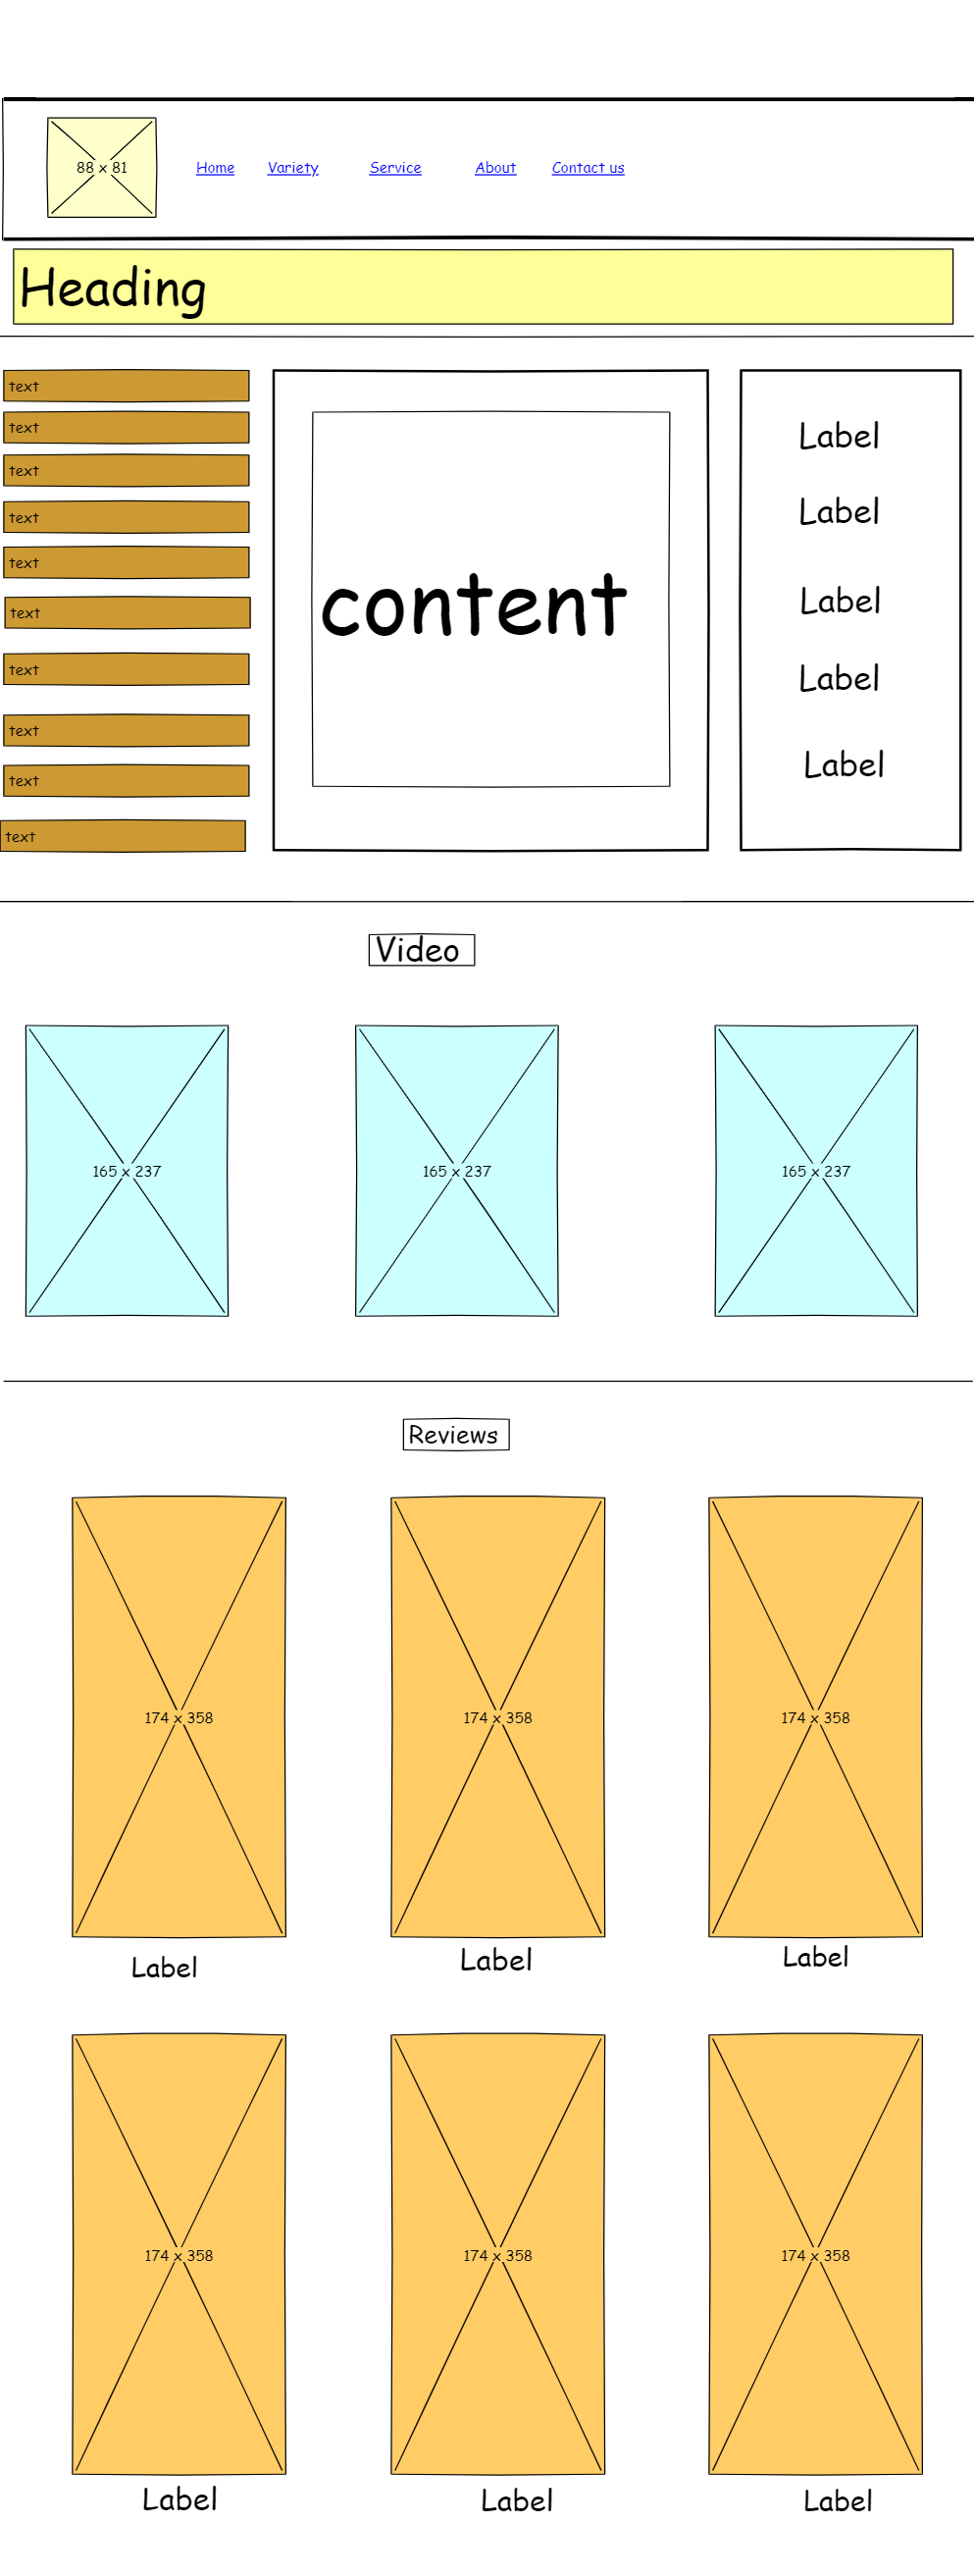 88 x 81
Home Variety Service About Contact us
Heading
text
text
text
text
text
text
text
text
text
text
content
Label
Label
Label
Label
Label
Video
165 x 237 165 x 237 165 x 237
Reviews
174 x 358 174 x 358 174 x 358
Label Label Label
174 x 358 174 x 358 174 x 358
Label Label Label